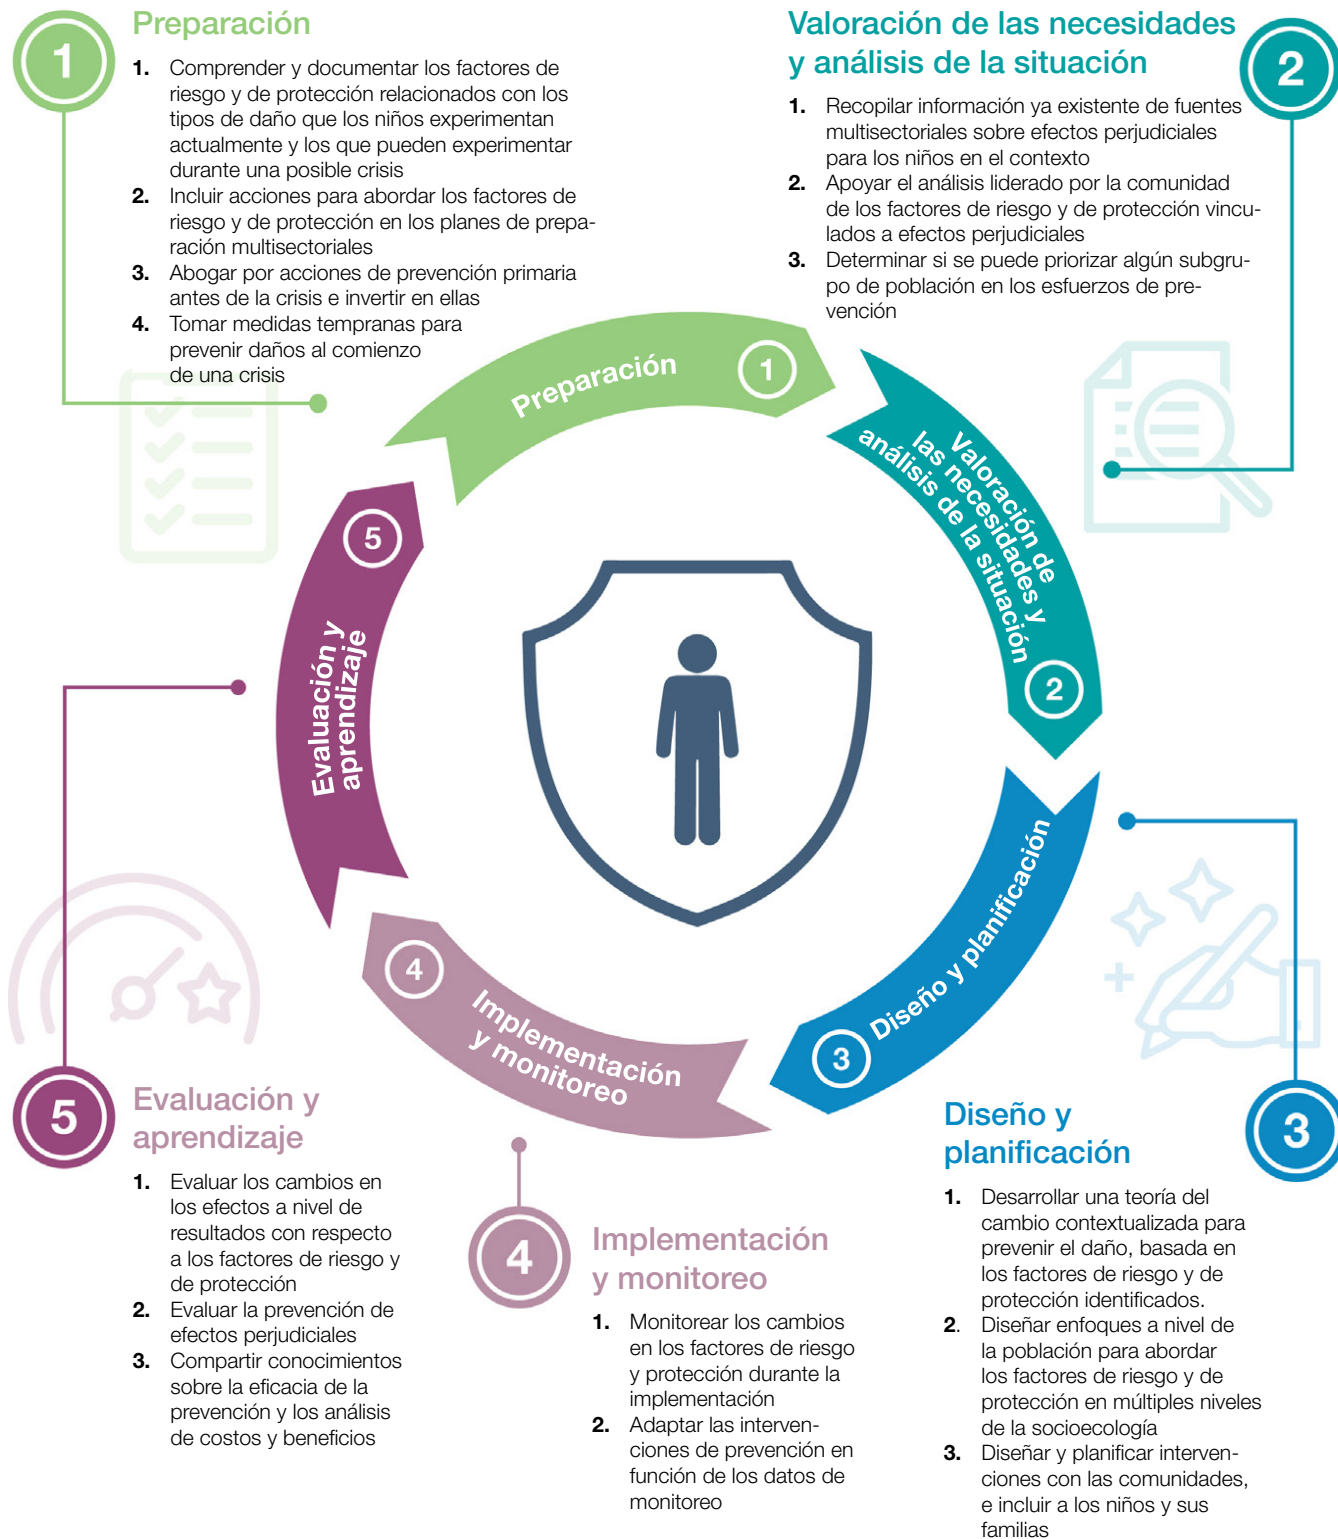 1
Preparación
1. Comprender y documentar los factores de
riesgo y de protección relacionados con los
tipos de daño que los niños experimentan
actualmente y los que pueden experimentar
durante una posible crisis
2. Incluir acciones para abordar los factores de
riesgo y de protección en los planes de prepa-
ración multisectoriales
3. Abogar por acciones de prevención primaria
antes de la crisis e invertir en ellas
4. Tomar medidas tempranas para
prevenir daños al comienzo
de una crisis
Valoración de las necesidades
y análisis de la situación
2
1. Recopilar información ya existente de fuentes
multisectoriales sobre efectos perjudiciales
para los niños en el contexto
2. Apoyar el análisis liderado por la comunidad
de los factores de riesgo y de protección vincu-
lados a efectos perjudiciales
3. Determinar si se puede priorizar algún subgru-
po de población en los esfuerzos de pre-
vención
Preparación
1
Valoración de
las necesidades y
análisis de la situación
2
Diseño y planificación
3
Implementación
y monitoreo
4
Evaluación y
aprendizaje
5
5
Evaluación y
aprendizaje
1. Evaluar los cambios en
los efectos a nivel de
resultados con respecto
a los factores de riesgo y
de protección
2. Evaluar la prevención de
efectos perjudiciales
3. Compartir conocimientos
sobre la eficacia de la
prevención y los análisis
de costos y beneficios
4
Implementación
y monitoreo
1. Monitorear los cambios
en los factores de riesgo
y protección durante la
implementación
2. Adaptar las interven-
ciones de prevención en
función de los datos de
monitoreo
Diseño y
planificación
3
1. Desarrollar una teoría del
cambio contextualizada para
prevenir el daño, basada en
los factores de riesgo y de
protección identificados.
2. Diseñar enfoques a nivel de
la población para abordar
los factores de riesgo y de
protección en múltiples niveles
de la socioecología
3. Diseñar y planificar interven-
ciones con las comunidades,
e incluir a los niños y sus
familias